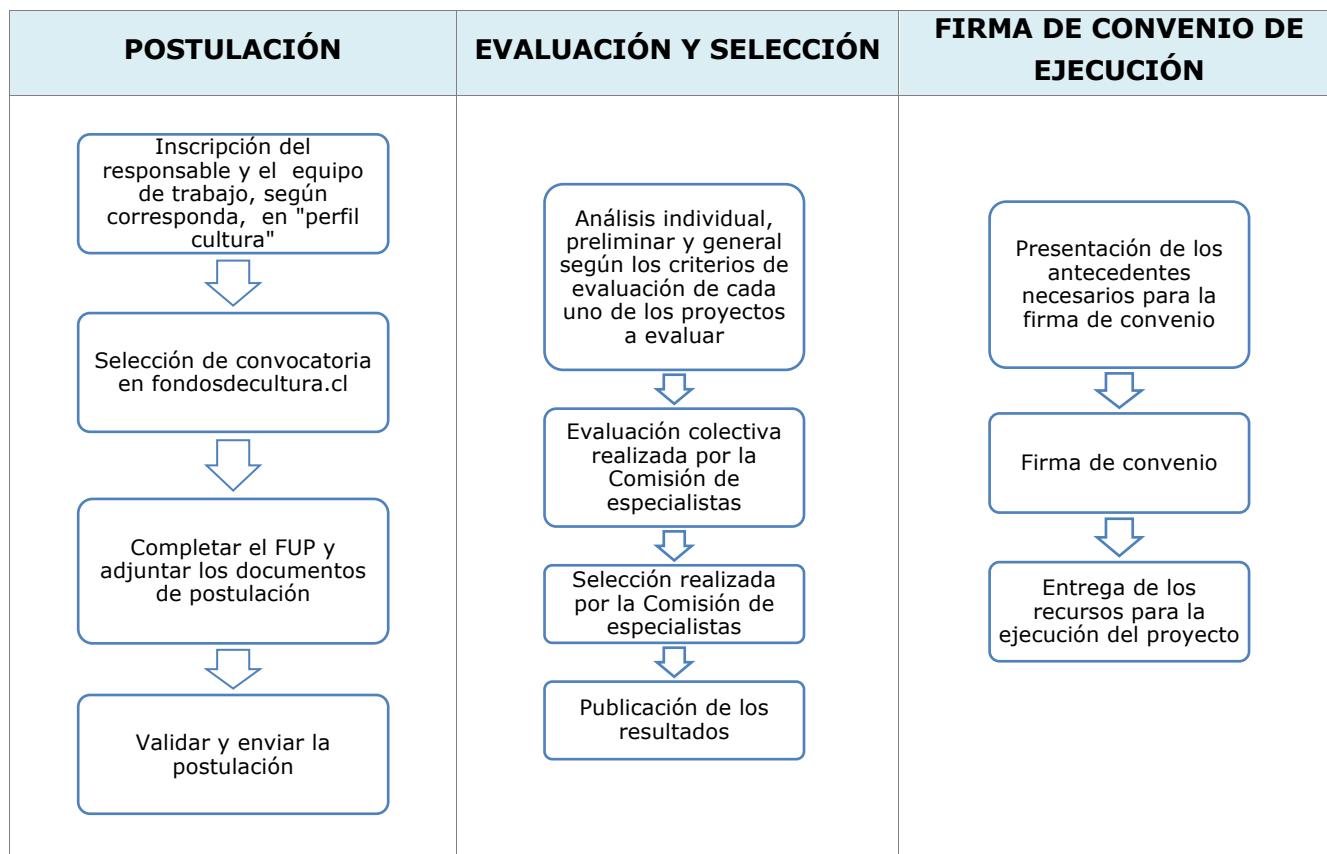 POSTULACIÓN
Inscripción del
responsable y el equipo
de trabajo, según
corresponda, en "perfil
cultura"
Selección de convocatoria
en fondosdecultura.cl
Completar el FUP y
adjuntar los documentos
de postulación
Validar y enviar la
postulación
EVALUACIÓN Y SELECCIÓN
Análisis individual,
preliminar y general
según los criterios de
evaluación de cada
uno de los proyectos
a evaluar
Evaluación colectiva
realizada por la
Comisión de
especialistas
Selección realizada
por la Comisión de
especialistas
Publicación de los
resultados
FIRMA DE CONVENIO DE
EJECUCIÓN
Presentación de los
antecedentes
necesarios para la
firma de convenio
Firma de convenio
Entrega de los
recursos para la
ejecución del proyecto